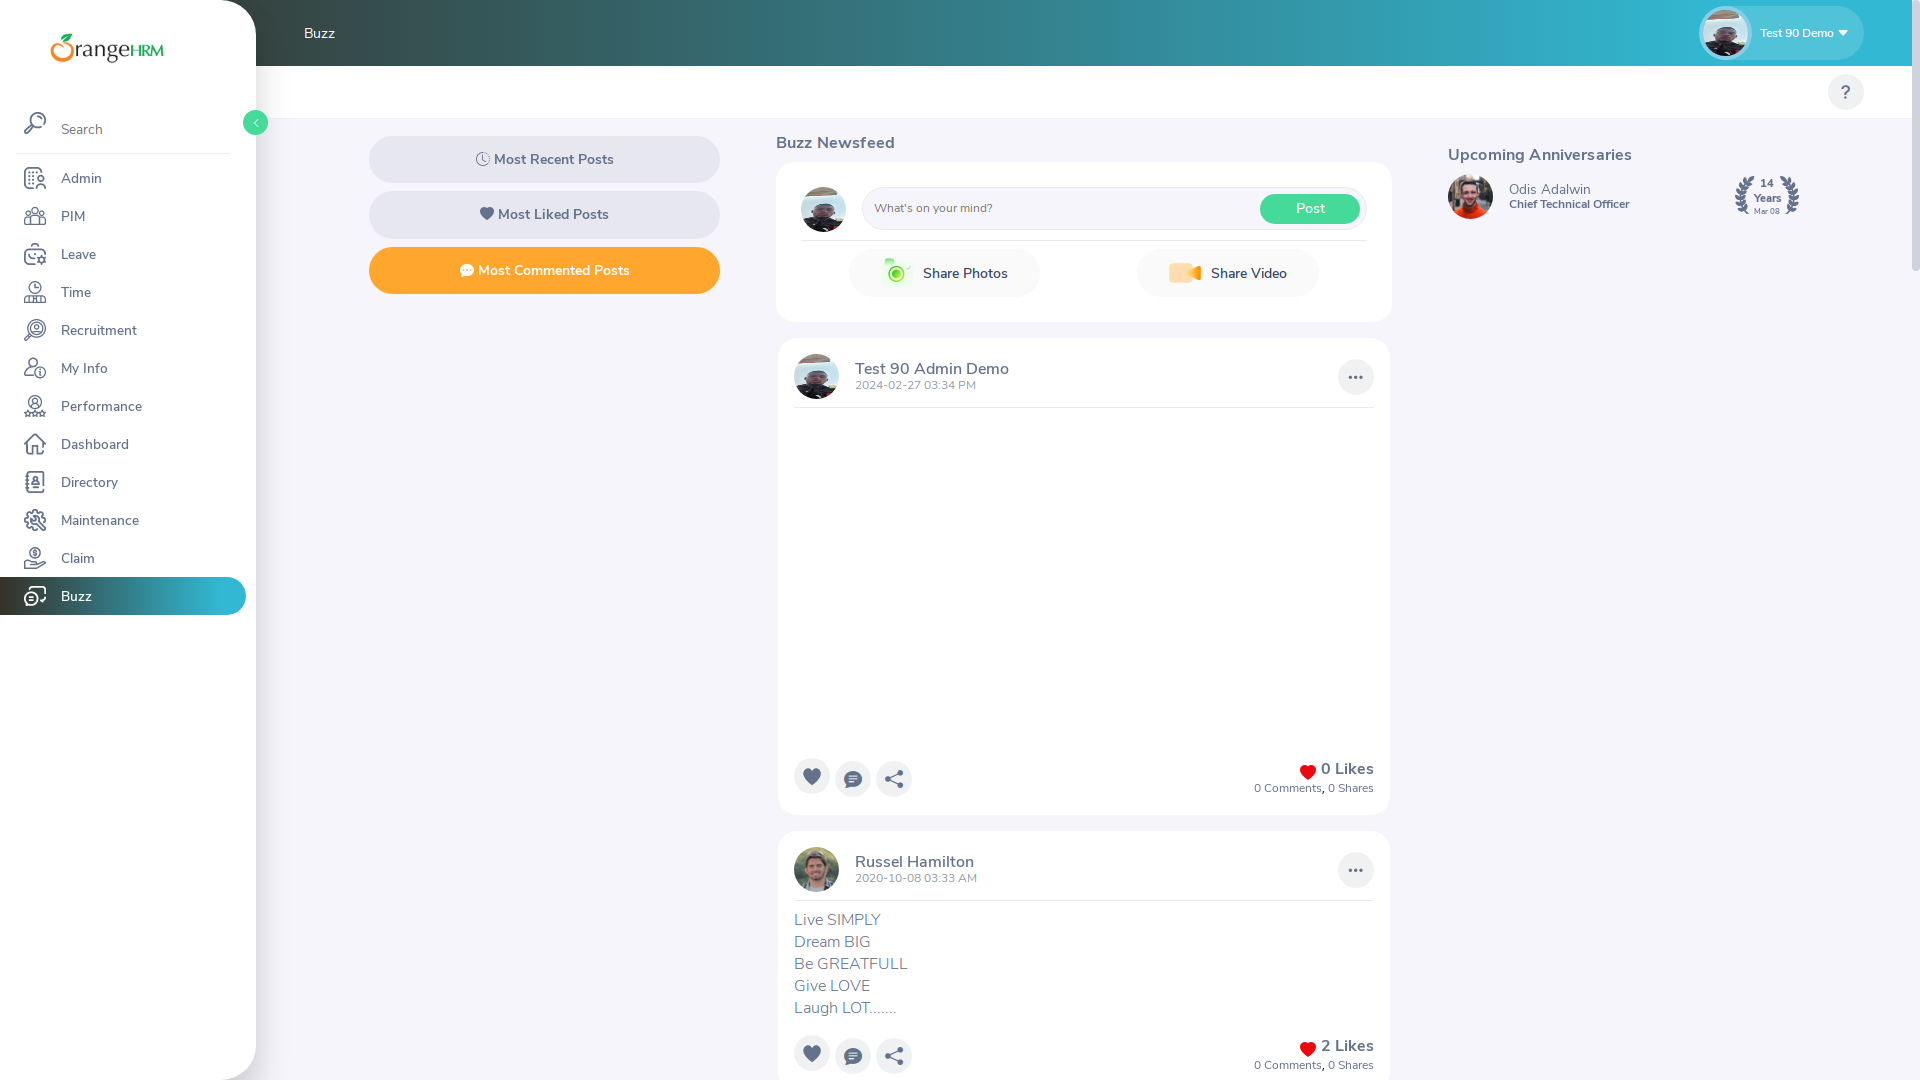 OrangeHRM
Search
Admin
PIM
Leave
Time
Recruitment
My Info
Performance
Dashboard
Directory
Maintenance
Claim
Buzz
Buzz
Test 90 Demo
?
Most Recent Posts
Most Liked Posts
Most Commented Posts
Buzz Newsfeed
What's on your mind?
Post
Share Photos
Share Video
Test 90 Admin Demo
2024-02-27 03:34 PM
0 Likes
0 Comments, 0 Shares
Russel Hamilton
2020-10-08 03:33 AM
Live SIMPLY
Dream BIG
Be GREATFULL
Give LOVE
Laugh LOT.......
2 Likes
0 Comments, 0 Shares
Upcoming Anniversaries
Odis Adalwin
Chief Technical Officer
14
Years
Mar 08